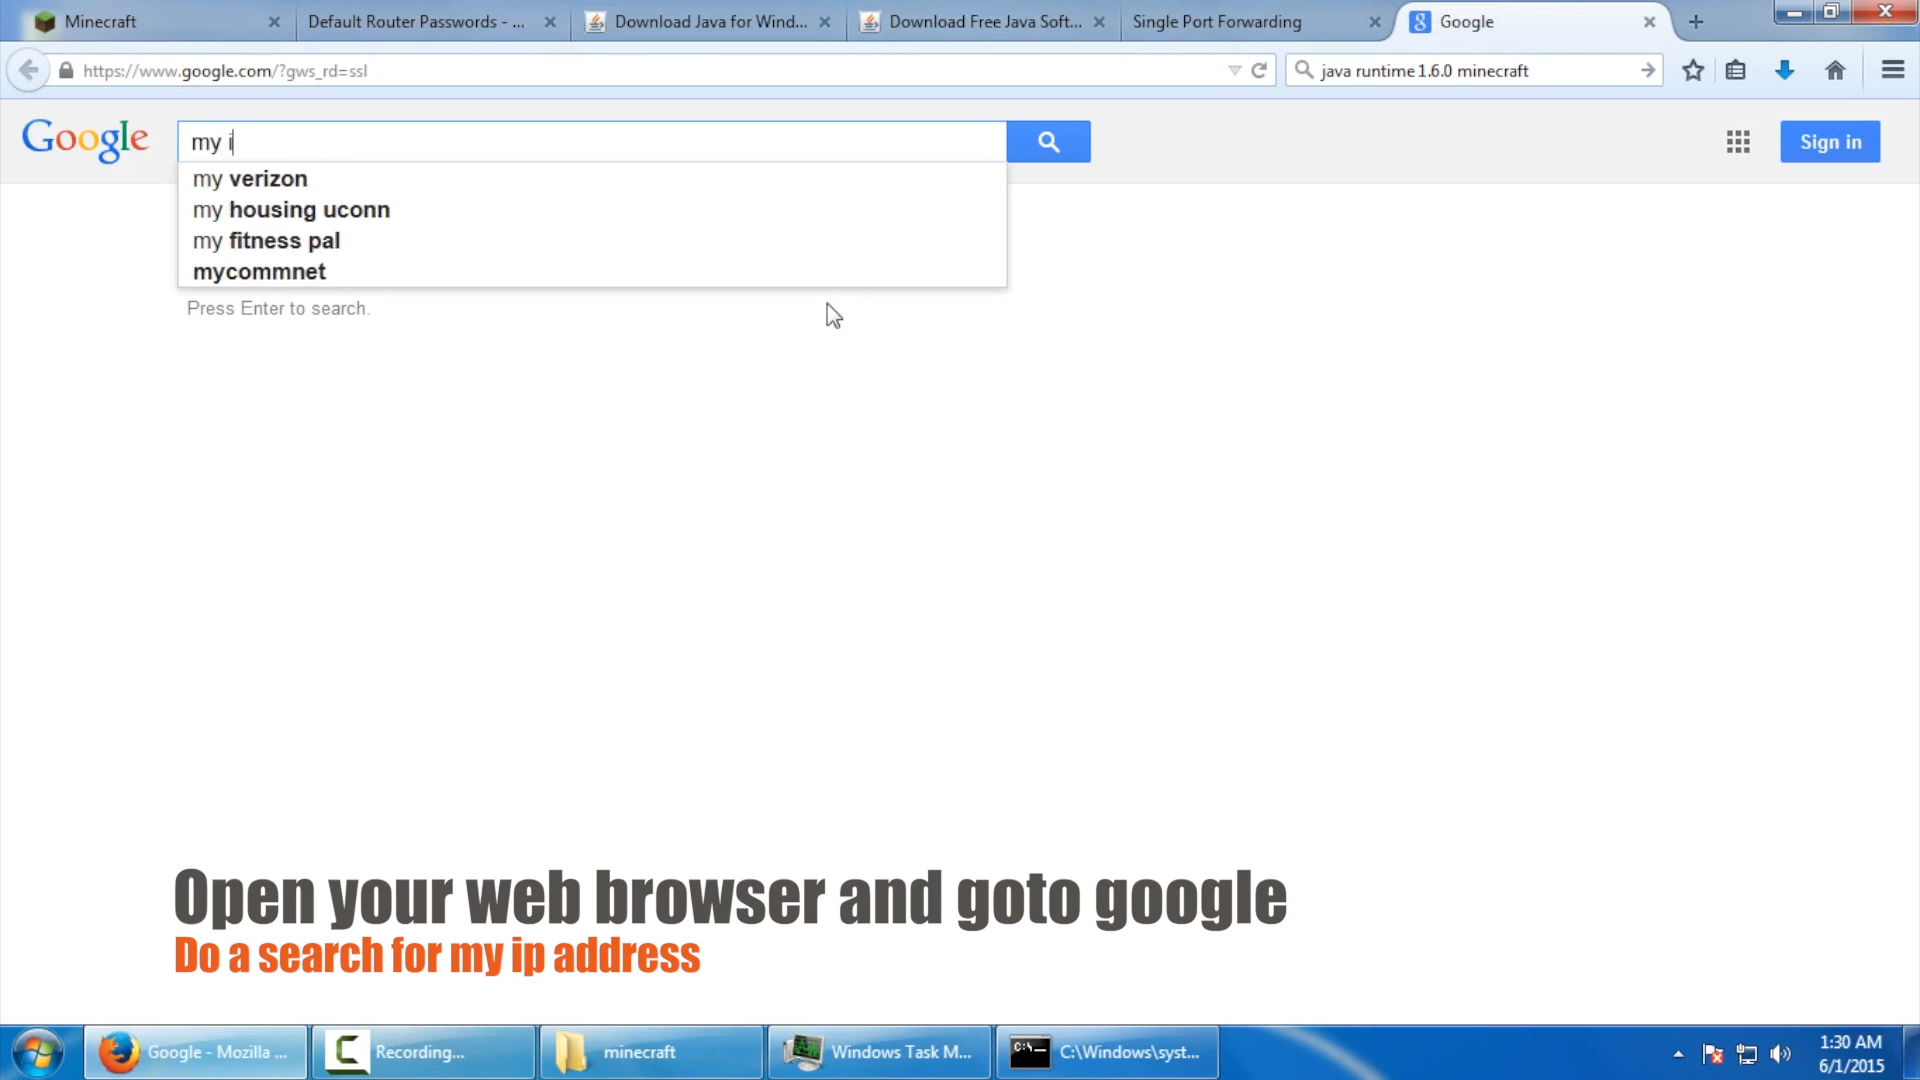 Minecraft
Default Router Passwords - ...
Download Java for Wind...
Download Free Java Soft...
Single Port Forwarding
Google
https://www.google.com/?gws_rd=ssl
java runtime 1.6.0 minecraft
Google
my i
Sign in
my verizon
my housing uconn
my fitness pal
mycommnet
Press Enter to search.
Open your web browser and goto google
Do a search for my ip address
Google - Mozilla ...
Recording...
minecraft
Windows Task M...
C:\Windows\syst...
1:30 AM
6/1/2015